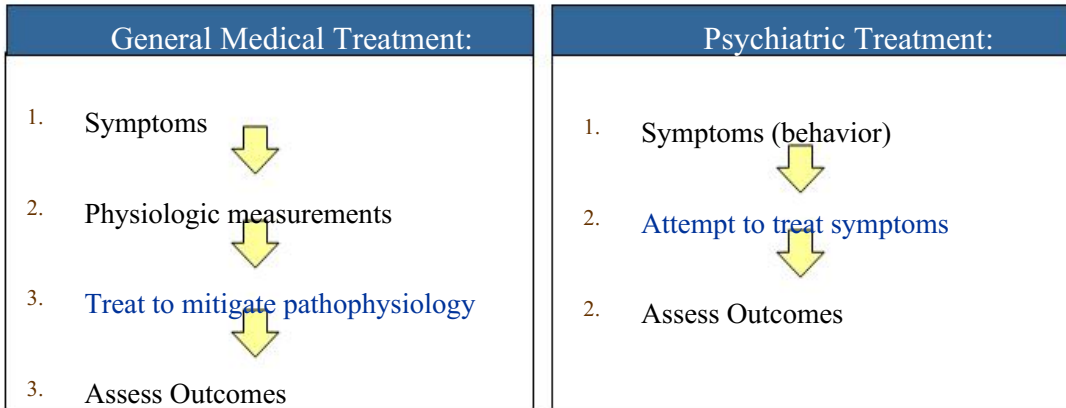 General Medical Treatment:
1. Symptoms
2. Physiologic measurements
3. Treat to mitigate pathophysiology
3. Assess Outcomes
Psychiatric Treatment:
1. Symptoms (behavior)
2. Attempt to treat symptoms
2. Assess Outcomes